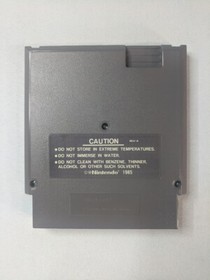 CAUTION
• DO NOT STORE IN EXTREME TEMPERATURES.
• DO NOT IMMERSE IN WATER.
• DO NOT CLEAN WITH BENZENE, THINNER,
ALCOHOL OR OTHER SUCH SOLVENTS.
Nintendo 1985